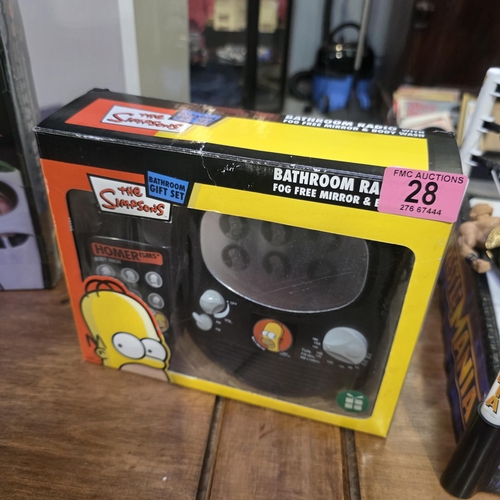 THE
SIMPSONS
BATHROOM RADIO WITH
FOG FREE MIRROR & BODY WASH
BATHROOM RA
FOG FREE MIRROR &
FMC AUCTIONS
28
276 67444
THE
SIMPSONS
BATHROOM
GIFT SET
HOMER
MANIA